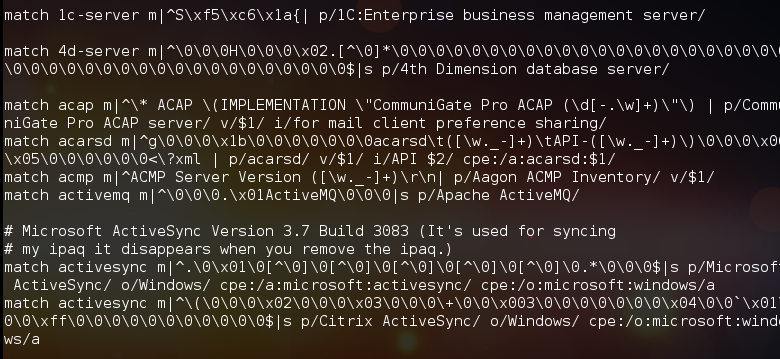 match 1c-server m|^S\xf5\xc6\x1a{| p/1C:Enterprise business management server/
match 4d-server m|^\0\0\0H\0\0\0\x02.[^\0]*\0\0\0\0\0\0\0\0\0\0\0\0\0\0\0\0\0\0\0\0\0
\0\0\0\0\0\0\0\0\0\0\0\0\0\0\0\0\0\0\0$|s p/4th Dimension database server/
match acap m|^\* ACAP \(IMPLEMENTATION \"CommuniGate Pro ACAP (\d[-.\w]+)\"\) | p/Commu
niGate Pro ACAP server/ v/$1/ i/for mail client preference sharing/
match acarsd m|^g\0\0\0\x1b\0\0\0\0\0\0\0acarsd\t([\w._-]+)\tAPI-([\w._-]+)\)\0\0\0\x0
\x05\0\0\0\0\0\0<\?xml | p/acarsd/ v/$1/ i/API $2/ cpe:/a:acarsd:$1/
match acmp m|^ACMP Server Version ([\w._-]+)\r\n| p/Aagon ACMP Inventory/ v/$1/
match activemq m|^\0\0\0.\x01ActiveMQ\0\0\0|s p/Apache ActiveMQ/
# Microsoft ActiveSync Version 3.7 Build 3083 (It's used for syncing
# my ipaq it disappears when you remove the ipaq.)
match activesync m|^.\0\x01\0[^\0]\0[^\0]\0[^\0]\0[^\0]\0[^\0]\0.*\0\0\0$|s p/Microsof
ActiveSync/ o/Windows/ cpe:/a:microsoft:activesync/ cpe:/o:microsoft:windows/a
match activesync m|^\(\0\0\0\x02\0\0\0\x03\0\0\0\+\0\0\x003\0\0\0\0\0\0\0\x04\0\0`\x01
0\0\xff\0\0\0\0\0\0\0\0\0\0\0$|s p/Citrix ActiveSync/ o/Windows/ cpe:/o:microsoft:wind
ws/a